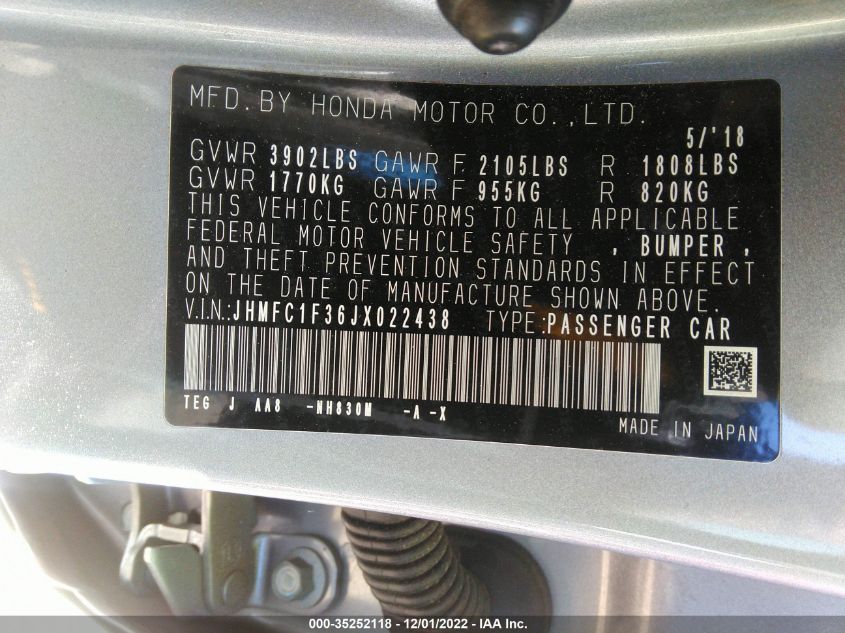 MFD. BY HONDA MOTOR CO., LTD.
5/'18
GVWR 3902LBS GAWR F 2105LBS R 1808LBS
GVWR 1770KG GAWR F 955KG R 820KG
THIS VEHICLE CONFORMS TO ALL APPLICABLE
FEDERAL MOTOR VEHICLE SAFETY , BUMPER ,
AND THEFT PREVENTION STANDARDS IN EFFECT
ON THE DATE OF MANUFACTURE SHOWN ABOVE.
V.I.N.:JHMFC1F36JX022438 TYPE:PASSENGER CAR
TEG J AA8 -NH830M -A -X
MADE IN JAPAN
000-35252118 - 12/01/2022 - IAA Inc.